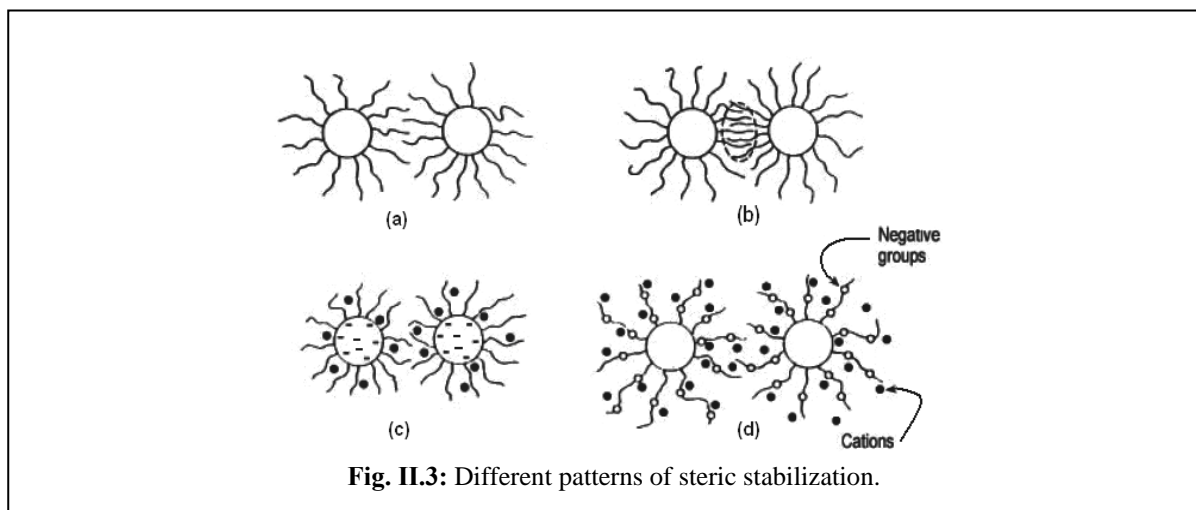 (a)
(b)
Negative
groups
(c)
(d)
Cations
Fig. II.3: Different patterns of steric stabilization.